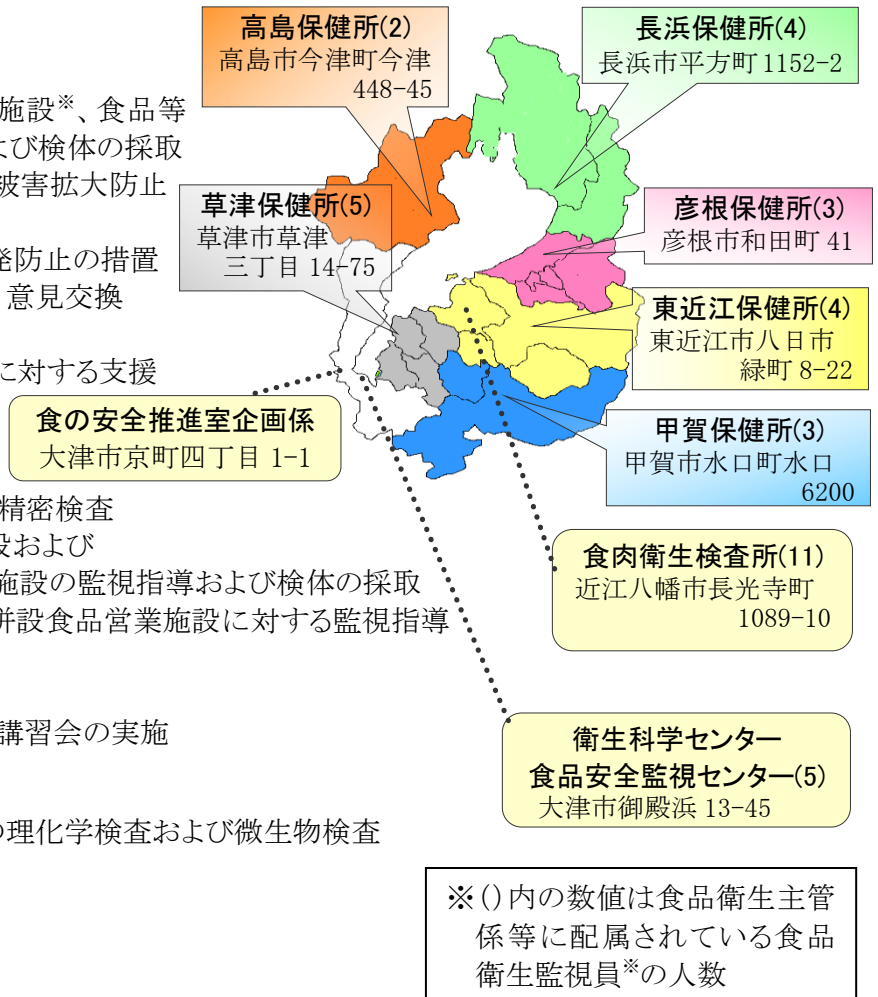 高島保健所(2)
高島市今津町今津
448-45
長浜保健所(4)
長浜市平方町 1152-2
施設※、食品等
よび検体の採取
被害拡大防止
草津保健所(5)
草津市草津
三丁目 14-75
彦根保健所(3)
彦根市和田町 41
発防止の措置
意見交換
東近江保健所(4)
東近江市八日市
緑町 8-22
に対する支援
食の安全推進室企画係
大津市京町四丁目 1-1
甲賀保健所(3)
甲賀市水口町水口
6200
精密検査
設および
施設の監視指導および検体の採取
併設食品営業施設に対する監視指導
食肉衛生検査所(11)
近江八幡市長光寺町
1089-10
講習会の実施
衛生科学センター
食品安全監視センター(5)
大津市御殿浜 13-45
の理化学検査および微生物検査
※()内の数値は食品衛生主管
係等に配属されている食品
衛生監視員※の人数